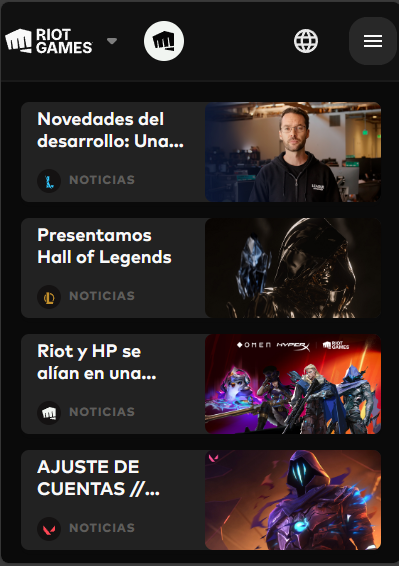 RIOT
GAMES
Novedades del
desarrollo: Una...
NOTICIAS
Presentamos
Hall of Legends
NOTICIAS
Riot y HP se
alían en una...
OMEN HYPERX RIOT
GAMES
NOTICIAS
AJUSTE DE
CUENTAS //...
NOTICIAS